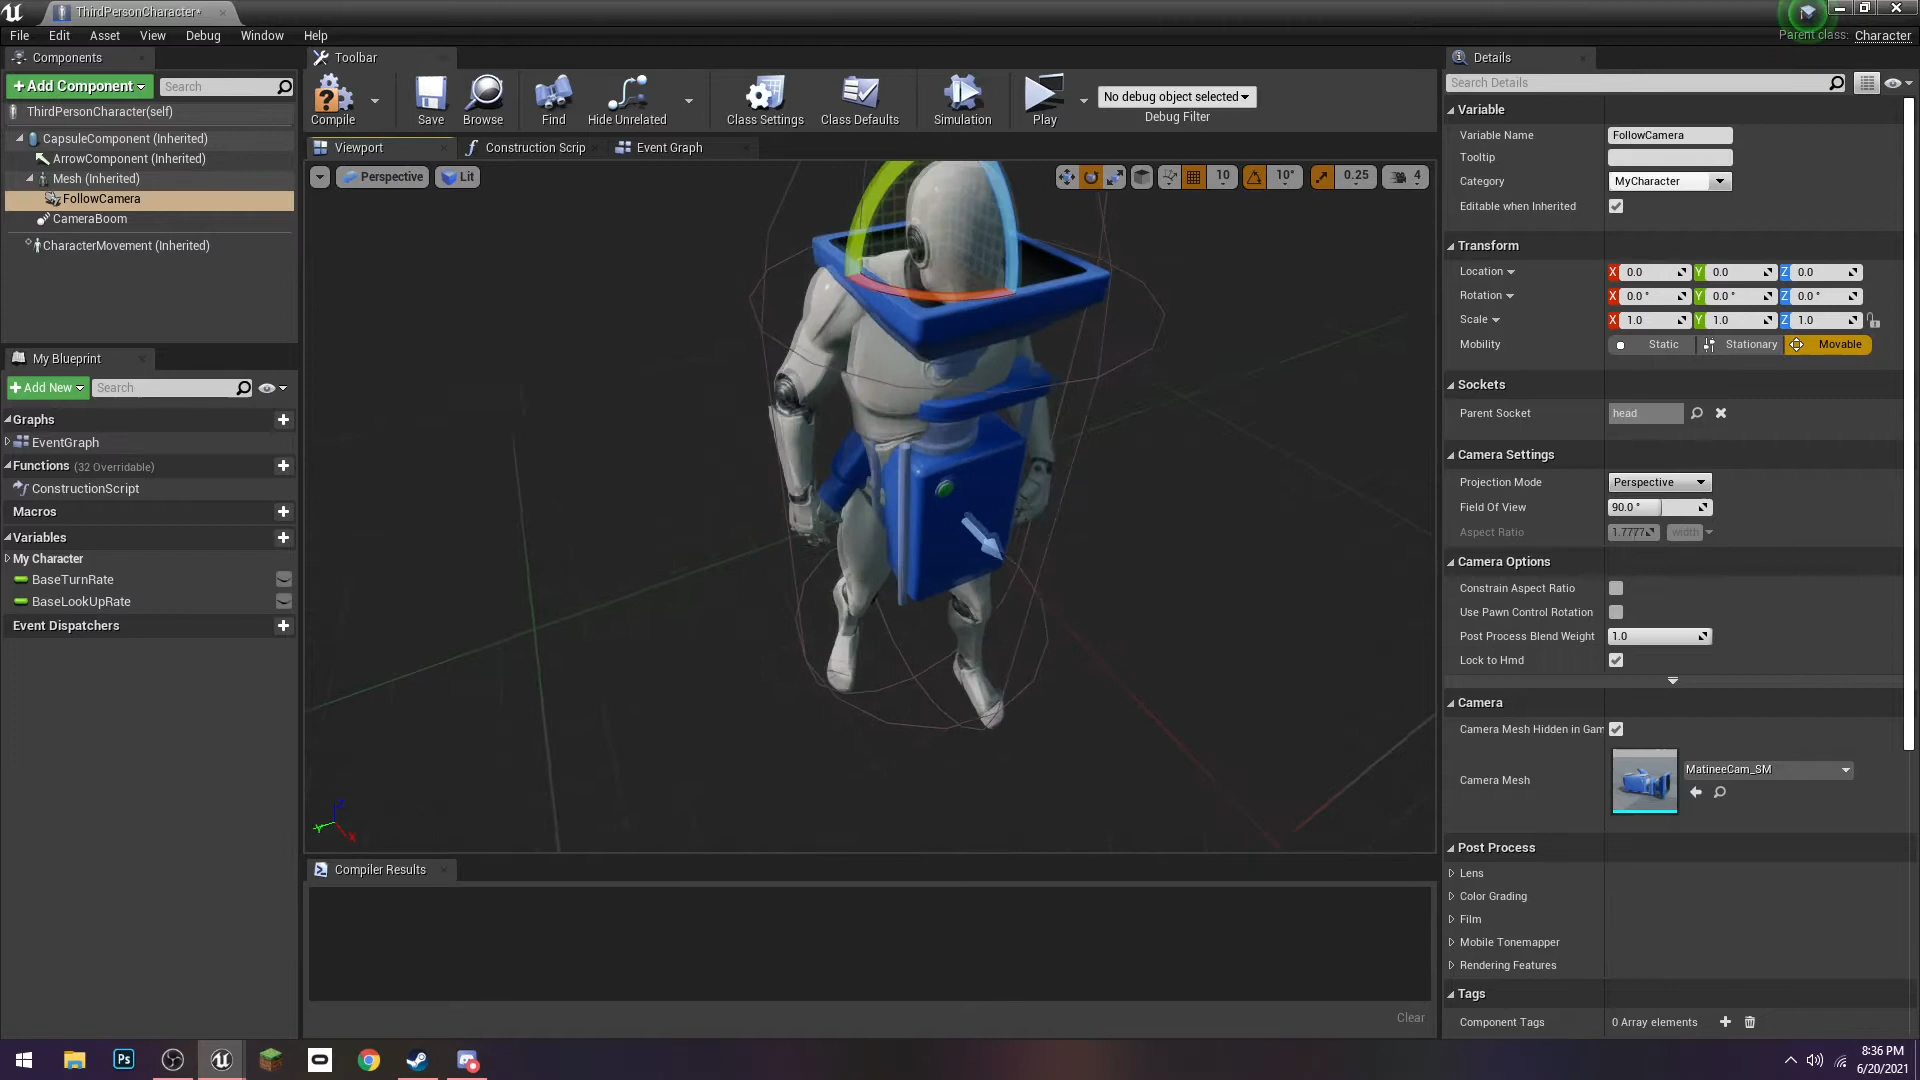 ThirdPersonCharacter*
File Edit Asset View Debug Window Help
Parent class: Character
Components
+Add Component
Search
ThirdPersonCharacter(self)
CapsuleComponent (Inherited)
ArrowComponent (Inherited)
Mesh (Inherited)
FollowCamera
CameraBoom
CharacterMovement (Inherited)
My Blueprint
+Add New
Search
Graphs
EventGraph
Functions (32 Overridable)
ConstructionScript
Macros
Variables
My Character
BaseTurnRate
BaseLookUpRate
Event Dispatchers
Toolbar
Compile Save Browse Find Hide Unrelated Class Settings Class Defaults Simulation Play
No debug object selected
Debug Filter
Viewport Construction Scrip Event Graph
Perspective Lit
10 10° 0.25 4
Compiler Results
Clear
Details
Search Details
Variable
Variable Name FollowCamera
Tooltip
Category MyCharacter
Editable when Inherited
Transform
Location X 0.0 Y 0.0 Z 0.0
Rotation X 0.0 ° Y 0.0 ° Z 0.0 °
Scale X 1.0 Y 1.0 Z 1.0
Mobility Static Stationary Movable
Sockets
Parent Socket head
Camera Settings
Projection Mode Perspective
Field Of View 90.0 °
Aspect Ratio 1.7777 width
Camera Options
Constrain Aspect Ratio
Use Pawn Control Rotation
Post Process Blend Weight 1.0
Lock to Hmd
Camera
Camera Mesh Hidden in Gam
Camera Mesh MatineeCam_SM
Post Process
Lens
Color Grading
Film
Mobile Tonemapper
Rendering Features
Tags
Component Tags 0 Array elements
Ps
8:36 PM
6/20/2021